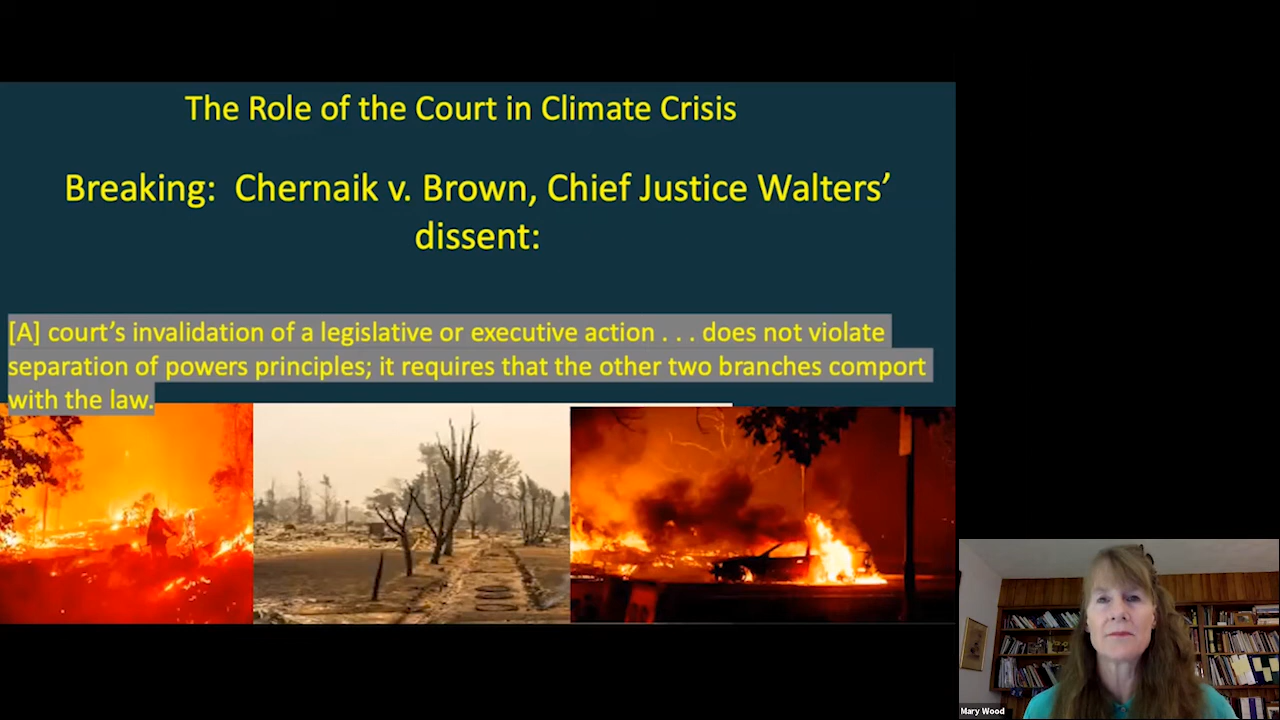 The Role of the Court in Climate Crisis
Breaking:  Chernaik v. Brown, Chief Justice Walters’
dissent:
[A] court’s invalidation of a legislative or executive action . . . does not violate
separation of powers principles; it requires that the other two branches comport
with the law.
Mary Wood